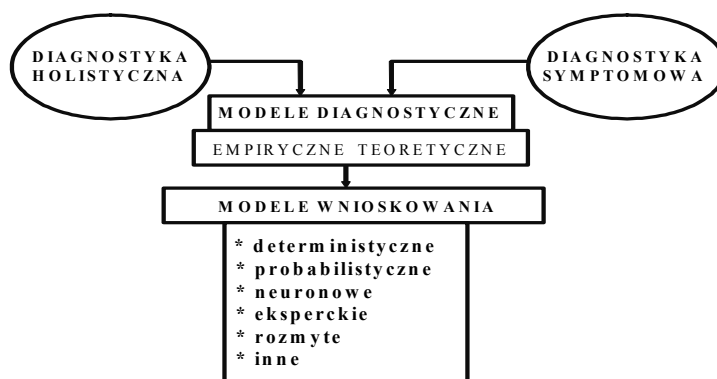 DIAGNOSTYKA
HOLISTYCZNA
DIAGNOSTYKA
SYMPTOMOWA
MODELE DIAGNOSTYCZNE
EMPIRYCZNE TEORETYCZNE
MODELE WNIOSKOWANIA
* deterministyczne
* probabilistyczne
* neuronowe
* eksperckie
* rozmyte
* inne